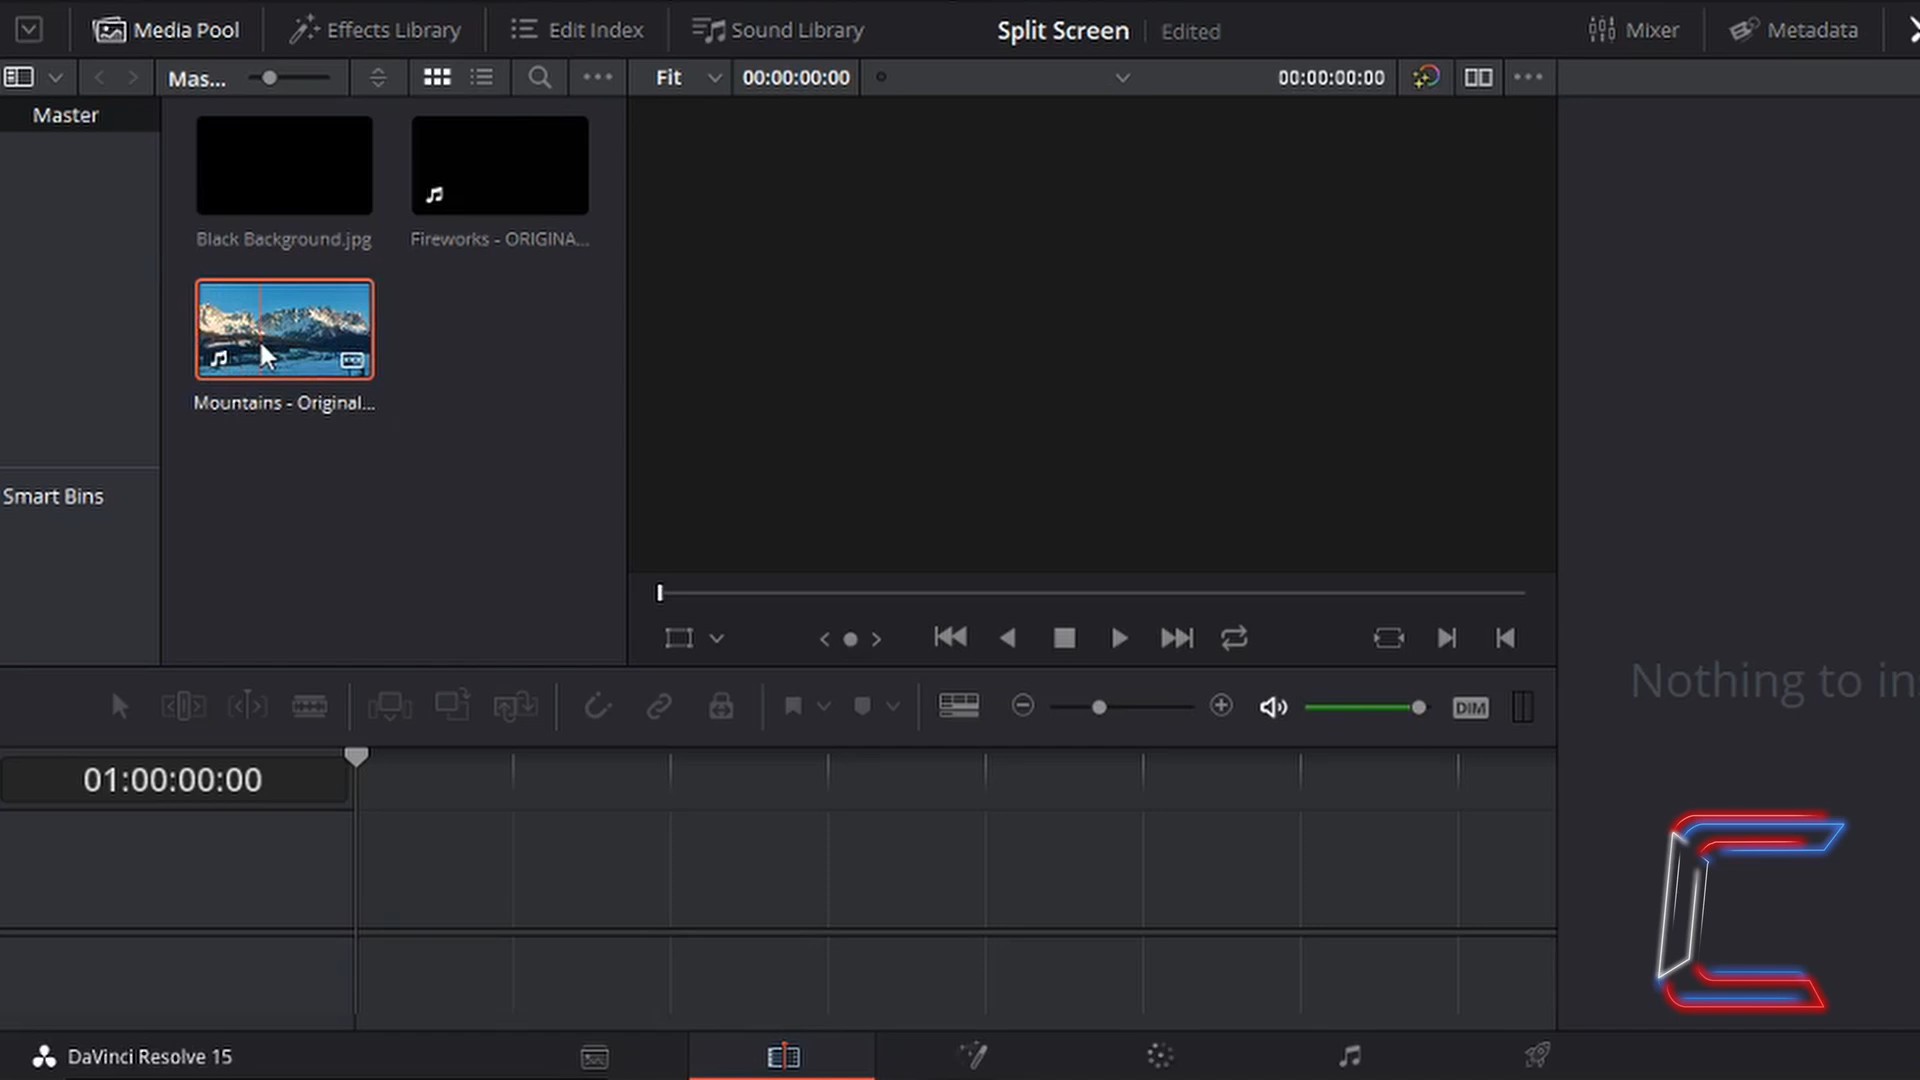 Media Pool
Effects Library
Edit Index
Sound Library
Split Screen
Edited
Mixer
Metadata
Mas...
Fit
00:00:00:00
00:00:00:00
Master
Black Background.jpg
Fireworks - ORIGINA...
Mountains - Original...
Smart Bins
Nothing to in
DIM
01:00:00:00
DaVinci Resolve 15